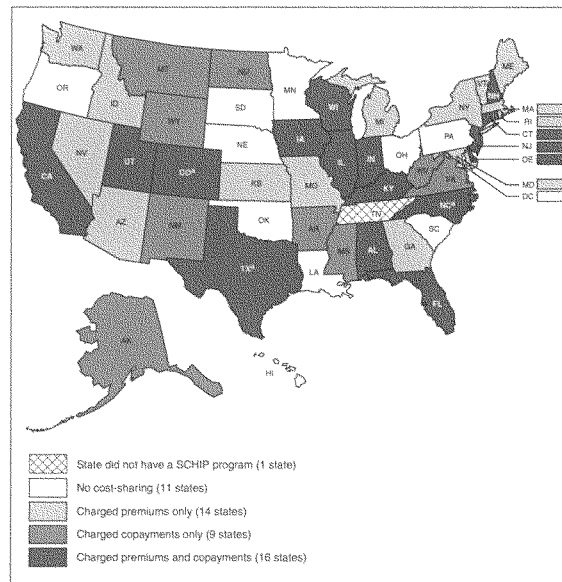 WA
MT
ND
ME
OR
MN
VT
NH
ID
SD
WI
NY
MA
WY
MI
RI
IA
NE
PA
CT
NV
OH
NJ
UT
IL
IN
DE
CA
CO
WV
VA
KS
MO
KY
MD
NC
DC
TN
AZ
NM
OK
AR
SC
MS
AL
GA
TX
LA
FL
AK
HI
State did not have a SCHIP program (1 state)
No cost-sharing (11 states)
Charged premiums only (14 states)
Charged copayments only (9 states)
Charged premiums and copayments (16 states)